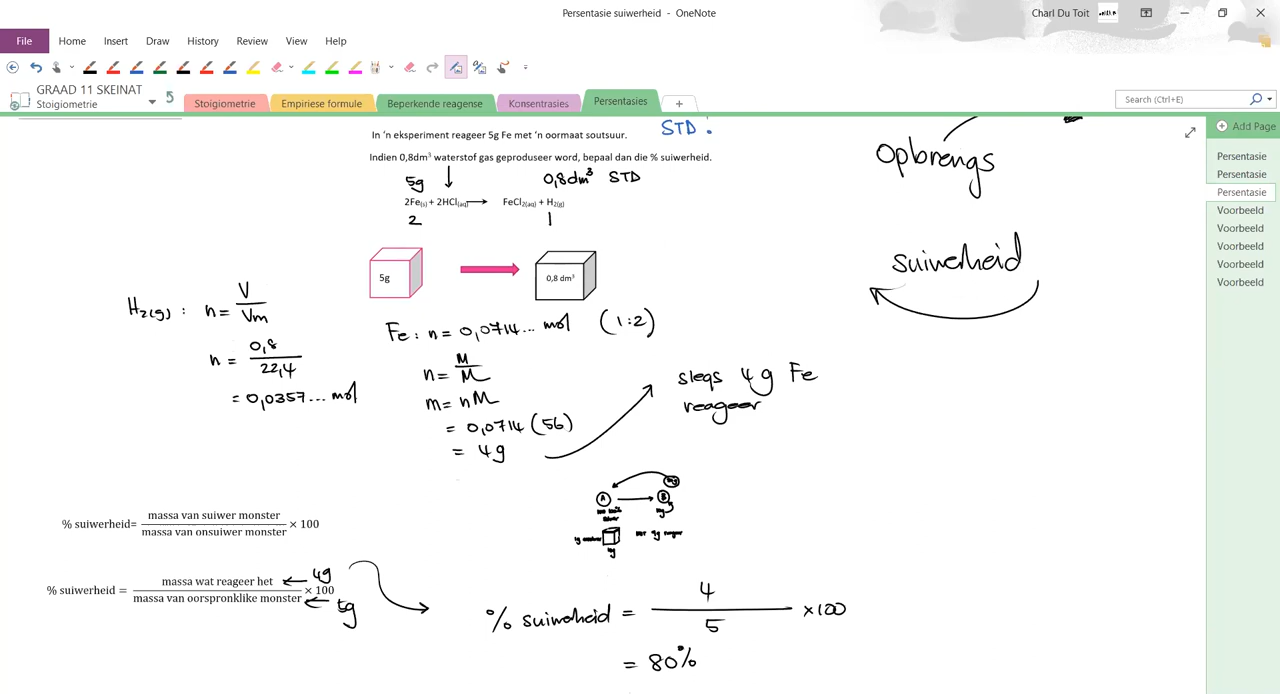 Persentasie suiwerheid - OneNote
Charl Du Toit
File Home Insert Draw History Review View Help
GRAAD 11 SKEINAT
Stoigiometrie
Stoigiometrie
Empiriese formule
Beperkende reagense
Konsentrasies
Persentasies
+
Search (Ctrl+E)
Add Page
Persentasie
Persentasie
Persentasie
Voorbeeld
Voorbeeld
Voorbeeld
Voorbeeld
Voorbeeld
In 'n eksperiment reageer 5g Fe met 'n oormaat soutsuur.
STD.
Indien 0,8dm³ waterstof gas geproduseer word, bepaal dan die % suiwerheid.
5g
0,8dm³ STD
2Fe(s) + 2HCl(aq) → FeCl2(aq) + H2(g)
2
1
5g
0,8 dm³
Opbrengs
suiwerheid
H2(g) : n = V / Vm
n = 0,8 / 22,4
= 0,0357... mol
Fe : n = 0,0714... mol (1:2)
n = M / M
m = nM
= 0,0714 (56)
= 4g
slegs 4g Fe
reageer
A
B
% suiwerheid= massa van suiwer monster / massa van onsuiwer monster × 100
% suiwerheid = massa wat reageer het / massa van oorspronklike monster × 100
4g
5g
% suiwerheid = 4 / 5 ×100
= 80%